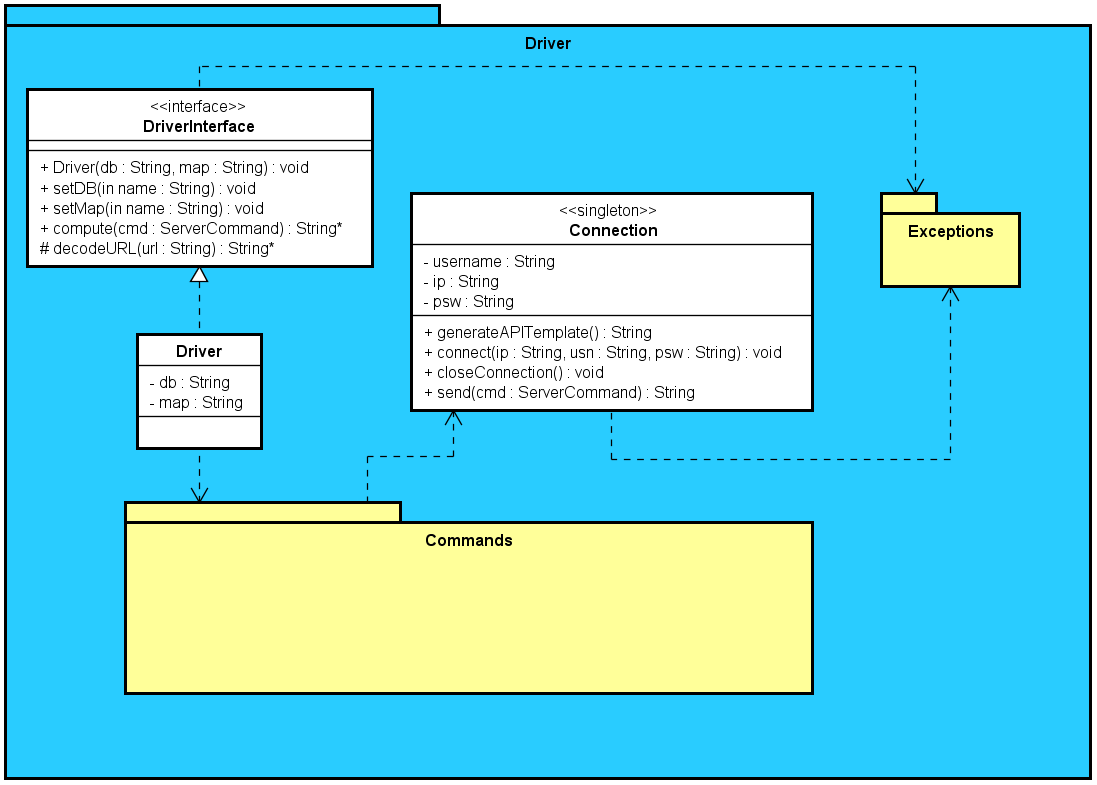 Driver
<<interface>>
DriverInterface
+ Driver(db : String, map : String) : void
+ setDB(in name : String) : void
+ setMap(in name : String) : void
+ compute(cmd : ServerCommand) : String*
# decodeURL(url : String) : String*
<<singleton>>
Connection
- username : String
- ip : String
- psw : String
+ generateAPITemplate() : String
+ connect(ip : String, usn : String, psw : String) : void
+ closeConnection() : void
+ send(cmd : ServerCommand) : String
Exceptions
Driver
- db : String
- map : String
Commands